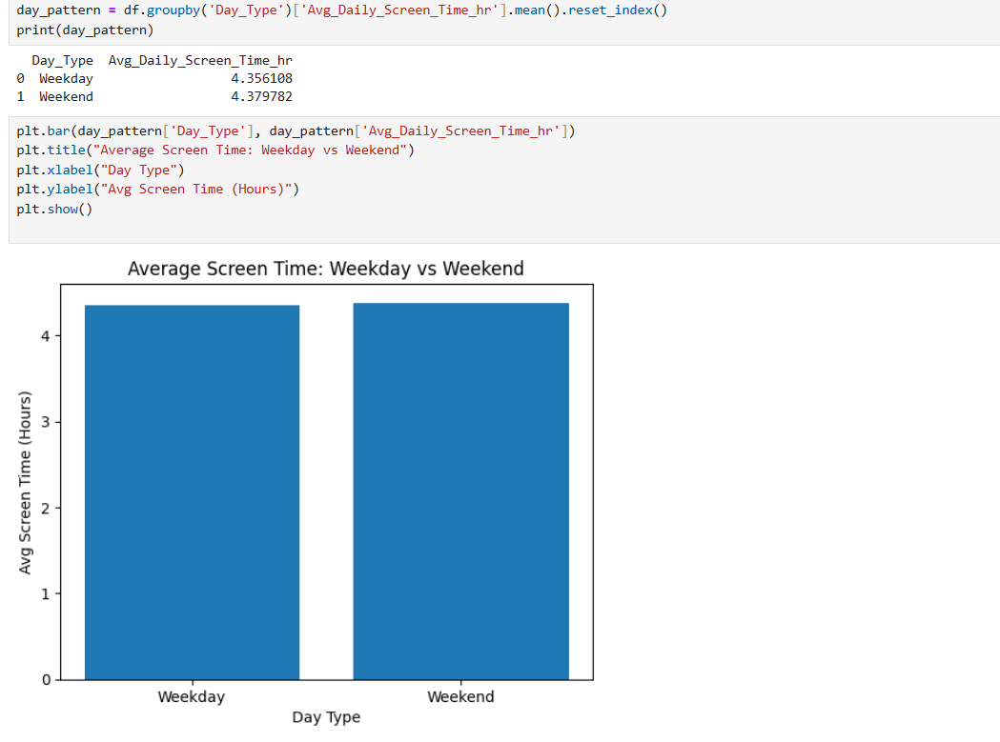 day_pattern = df.groupby('Day_Type')['Avg_Daily_Screen_Time_hr'].mean().reset_index()
print(day_pattern)
Day_Type Avg_Daily_Screen_Time_hr
0 Weekday 4.356108
1 Weekend 4.379782
plt.bar(day_pattern['Day_Type'], day_pattern['Avg_Daily_Screen_Time_hr'])
plt.title("Average Screen Time: Weekday vs Weekend")
plt.xlabel("Day Type")
plt.ylabel("Avg Screen Time (Hours)")
plt.show()
Average Screen Time: Weekday vs Weekend
Avg Screen Time (Hours)
4
3
2
1
0
Weekday Weekend
Day Type